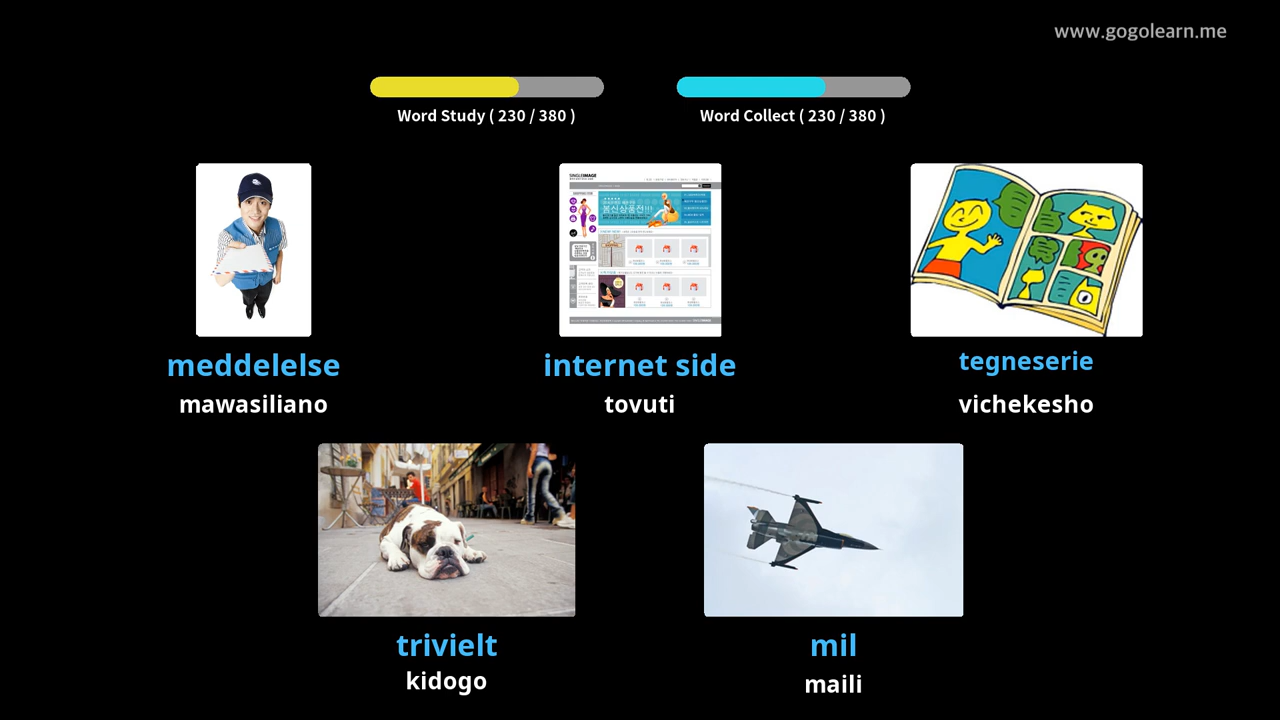 www.gogolearn.me
Word Study ( 230 / 380 )
Word Collect ( 230 / 380 )
meddelelse
mawasiliano
internet side
tovuti
tegneserie
vichekesho
trivielt
kidogo
mil
maili